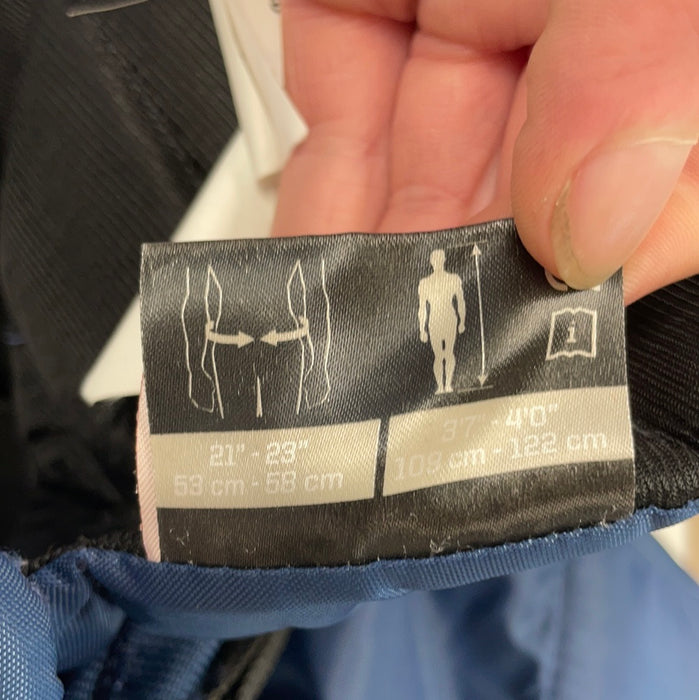 21" - 23"
53 cm - 58 cm
3'7 - 4'0"
109 cm - 122 cm
i